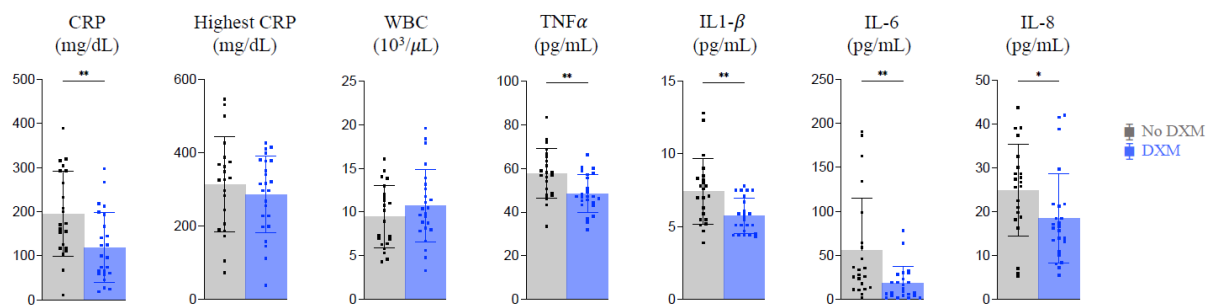 CRP
(mg/dL)
Highest CRP
(mg/dL)
WBC
(10³/μL)
TNFα
(pg/mL)
IL1-β
(pg/mL)
IL-6
(pg/mL)
IL-8
(pg/mL)
500
400
300
200
100
0
**
600
400
200
0
25
20
15
10
5
0
100
80
60
40
20
0
**
15
10
5
0
**
250
200
150
100
50
0
**
50
40
30
20
10
0
*
No DXM
DXM